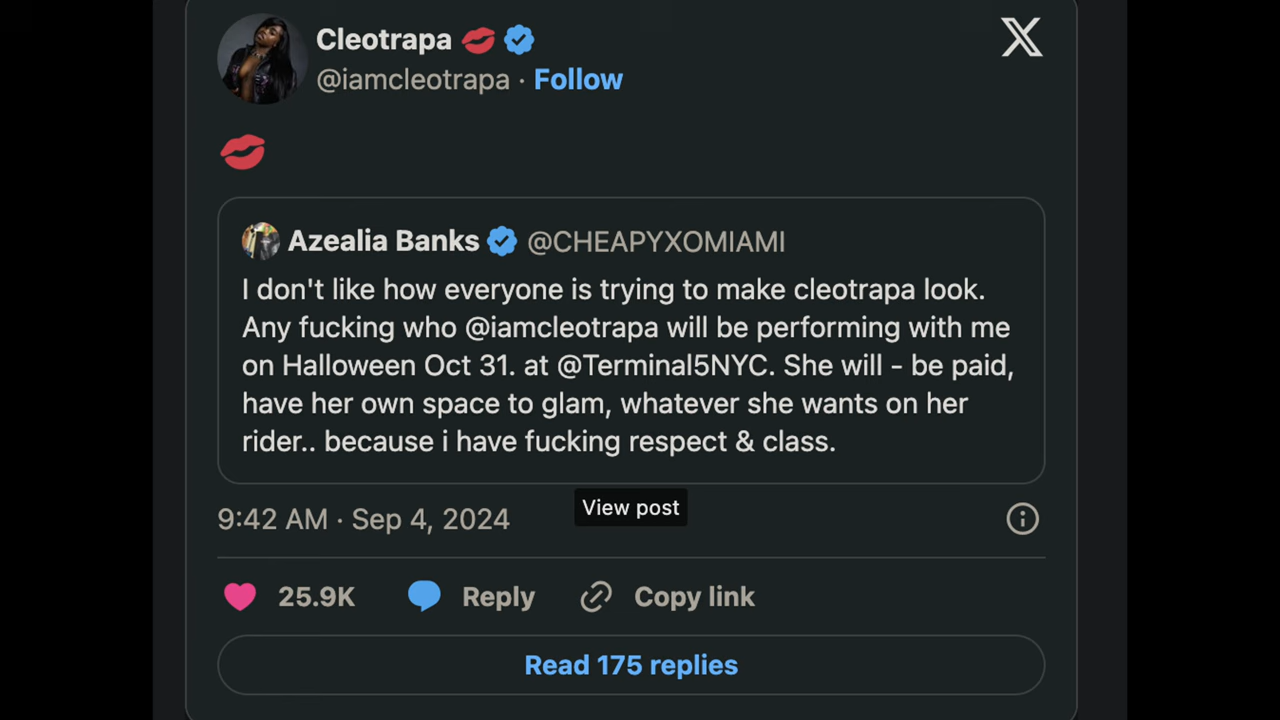 Cleotrapa 💋
@iamcleotrapa · Follow
💋
Azealia Banks @CHEAPYXOMIAMI
I don't like how everyone is trying to make cleotrapa look.
Any fucking who @iamcleotrapa will be performing with me
on Halloween Oct 31. at @Terminal5NYC. She will - be paid,
have her own space to glam, whatever she wants on her
rider.. because i have fucking respect & class.
View post
9:42 AM · Sep 4, 2024
25.9K Reply Copy link
Read 175 replies